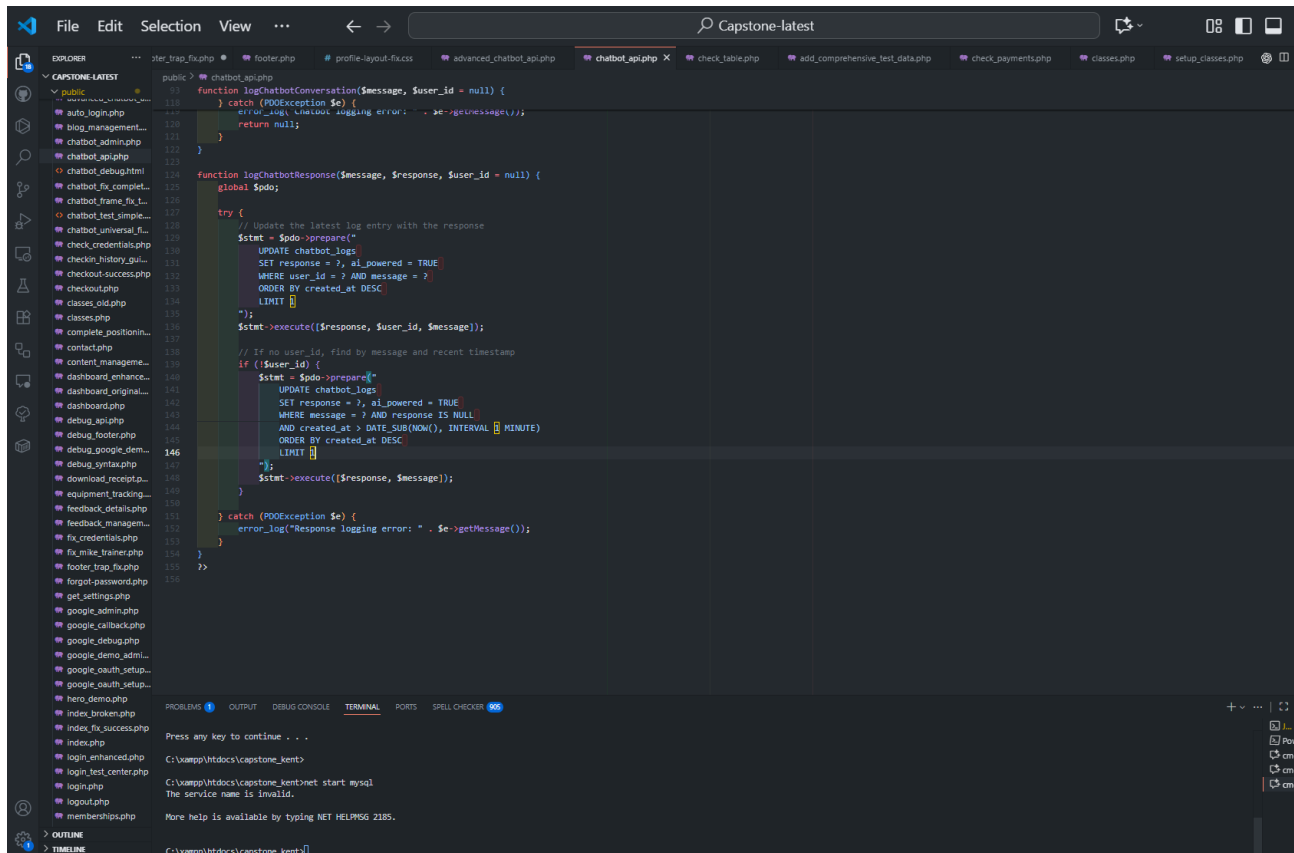 File Edit Selection View ··· ← → Capstone-latest
EXPLORER ···
CAPSTONE-LATEST
public
auto_login.php
blog_management....
chatbot_admin.php
chatbot_api.php
chatbot_debug.html
chatbot_fix_complet...
chatbot_frame_fix_t...
chatbot_test_simple....
chatbot_universal_fi...
check_credentials.php
checkin_history_gui...
checkout-success.php
checkout.php
classes_old.php
classes.php
complete_positionin...
contact.php
content_manageme...
dashboard_enhance...
dashboard_original....
dashboard.php
debug_api.php
debug_footer.php
debug_google_dem...
debug_syntax.php
download_receipt.p...
equipment_tracking....
feedback_details.php
feedback_managem...
fix_credentials.php
fix_mike_trainer.php
footer_trap_fix.php
forgot-password.php
get_settings.php
google_admin.php
google_callback.php
google_debug.php
google_demo_admi...
google_oauth_setup...
google_oauth_setup...
hero_demo.php
index_broken.php
index_fix_success.php
index.php
login_enhanced.php
login_test_center.php
login.php
logout.php
memberships.php
OUTLINE
TIMELINE
oter_trap_fix.php footer.php # profile-layout-fix.css advanced_chatbot_api.php chatbot_api.php × check_table.php add_comprehensive_test_data.php check_payments.php classes.php setup_classes.php
public > chatbot_api.php
93 function logChatbotConversation($message, $user_id = null) {
118 } catch (PDOException $e) {
119 error_log("Chatbot logging error: " . $e->getMessage());
120 return null;
121 }
122 }
123
124 function logChatbotResponse($message, $response, $user_id = null) {
125 global $pdo;
126
127 try {
128 // Update the latest log entry with the response
129 $stmt = $pdo->prepare("
130 UPDATE chatbot_logs
131 SET response = ?, ai_powered = TRUE
132 WHERE user_id = ? AND message = ?
133 ORDER BY created_at DESC
134 LIMIT 1
135 ");
136 $stmt->execute([$response, $user_id, $message]);
137
138 // If no user_id, find by message and recent timestamp
139 if (!$user_id) {
140 $stmt = $pdo->prepare("
141 UPDATE chatbot_logs
142 SET response = ?, ai_powered = TRUE
143 WHERE message = ? AND response IS NULL
144 AND created_at > DATE_SUB(NOW(), INTERVAL 1 MINUTE)
145 ORDER BY created_at DESC
146 LIMIT 1
147 ");
148 $stmt->execute([$response, $message]);
149 }
150
151 } catch (PDOException $e) {
152 error_log("Response logging error: " . $e->getMessage());
153 }
154 }
155 ?>
156
PROBLEMS 1 OUTPUT DEBUG CONSOLE TERMINAL PORTS SPELL CHECKER 905
Press any key to continue . . .
C:\xampp\htdocs\capstone_kent>
C:\xampp\htdocs\capstone_kent>net start mysql
The service name is invalid.
More help is available by typing NET HELPMSG 2185.
C:\xampp\htdocs\capstone_kent>
J...
Pow
cm
cm
cm